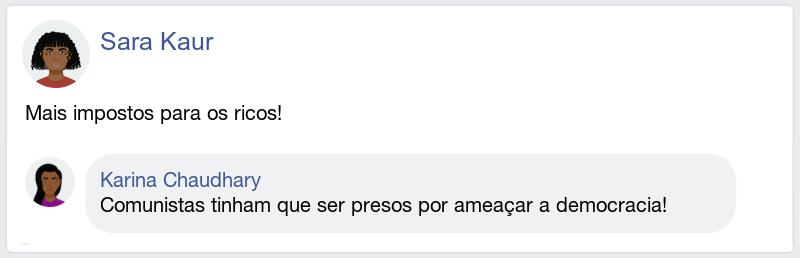 Sara Kaur
Mais impostos para os ricos!
Karina Chaudhary
Comunistas tinham que ser presos por ameaçar a democracia!